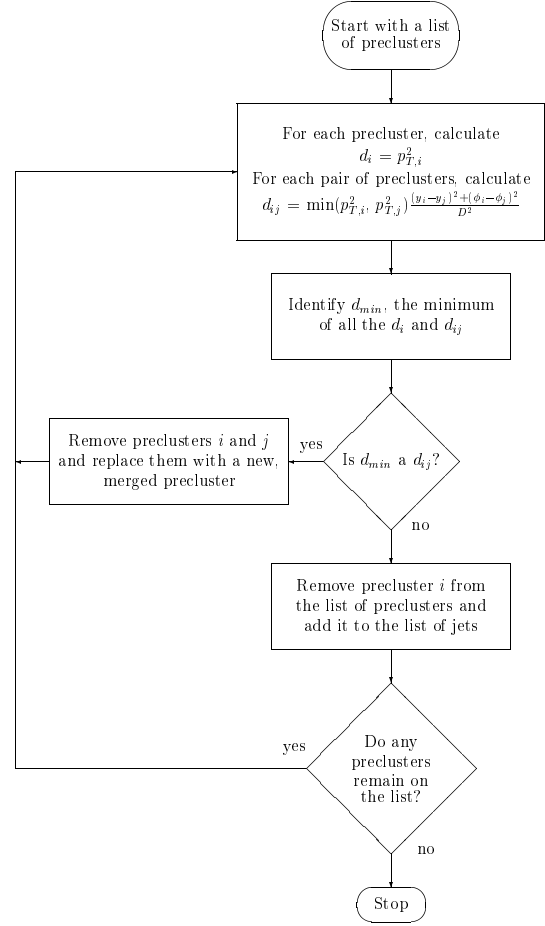 Start with a list
of preclusters
For each precluster, calculate
$d_i = p_{T,i}^2$
For each pair of preclusters, calculate
$d_{ij} = \min(p_{T,i}^2, p_{T,j}^2)\frac{(y_i-y_j)^2+(\phi_i-\phi_j)^2}{D^2}$
Identify $d_{min}$, the minimum
of all the $d_i$ and $d_{ij}$
Is $d_{min}$ a $d_{ij}$?
yes
Remove preclusters $i$ and $j$
and replace them with a new,
merged precluster
no
Remove precluster $i$ from
the list of preclusters and
add it to the list of jets
Do any
preclusters
remain on
the list?
yes
no
Stop